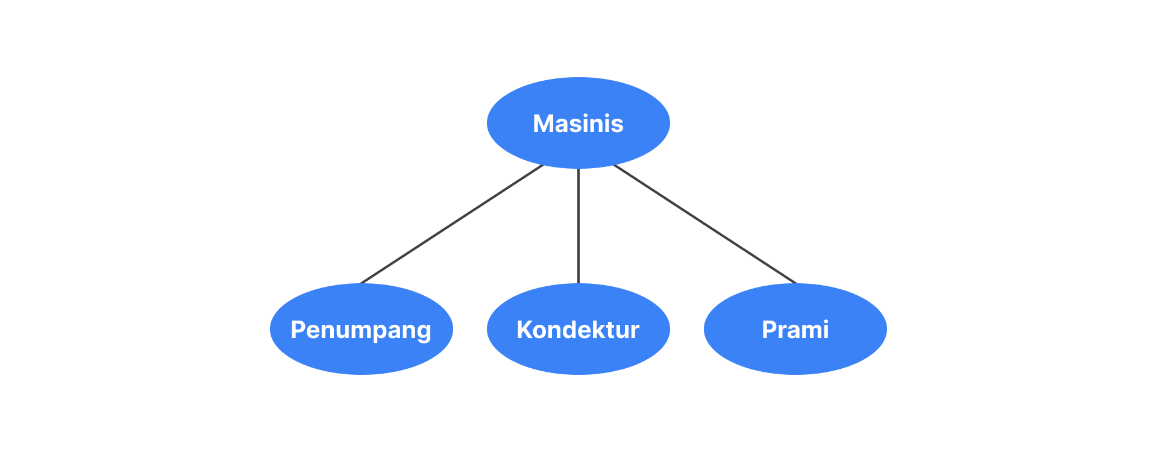 Masinis
Penumpang
Kondektur
Prami